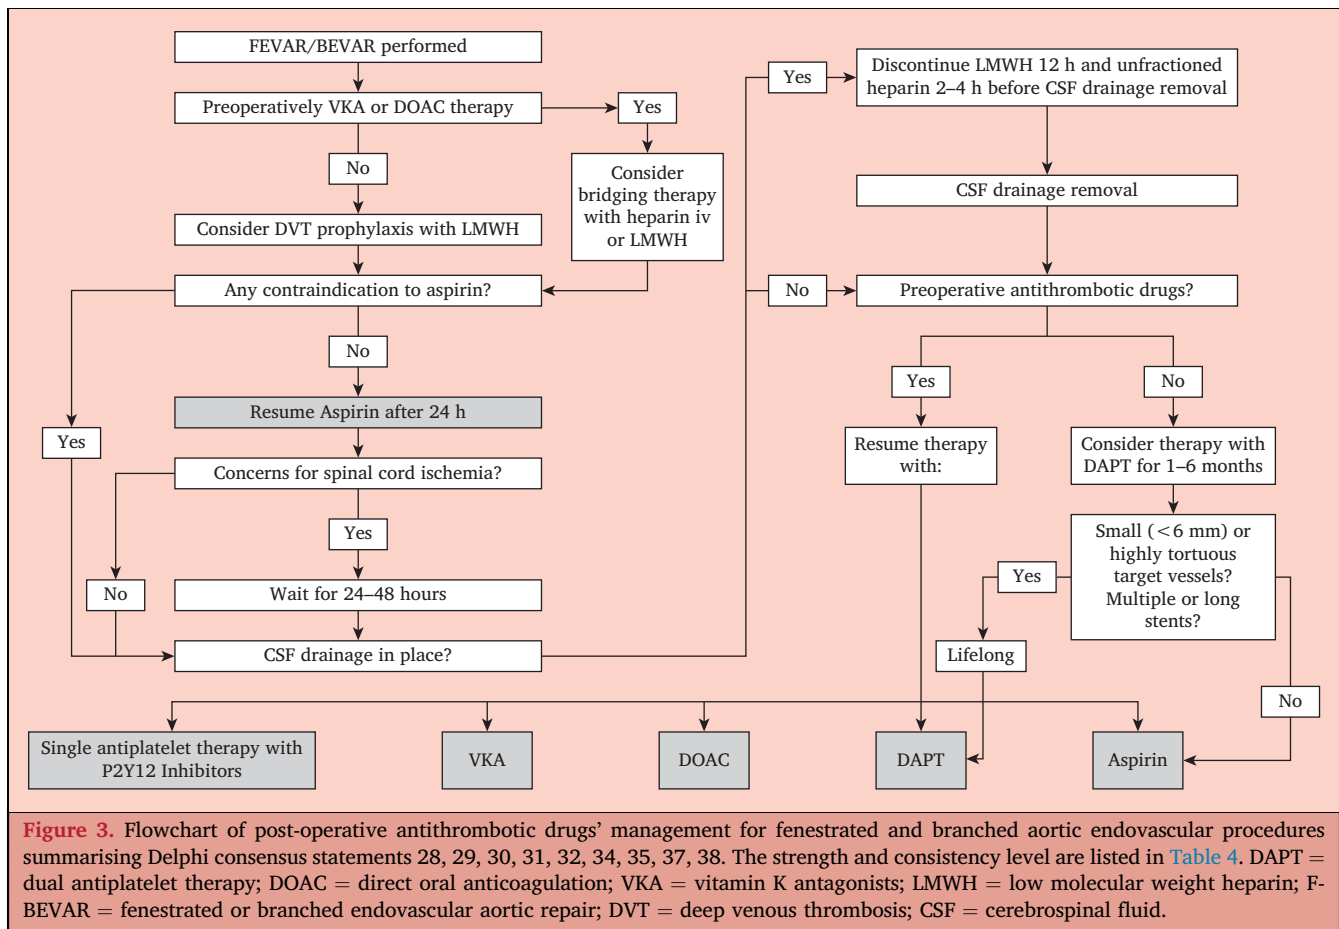 FEVAR/BEVAR performed
Preoperatively VKA or DOAC therapy
Yes
No
Consider
bridging therapy
with heparin iv
or LMWH
Consider DVT prophylaxis with LMWH
Any contraindication to aspirin?
No
Resume Aspirin after 24 h
Yes
Concerns for spinal cord ischemia?
Yes
No
Wait for 24–48 hours
CSF drainage in place?
Yes
Discontinue LMWH 12 h and unfractioned
heparin 2–4 h before CSF drainage removal
CSF drainage removal
No
Preoperative antithrombotic drugs?
Yes
No
Resume therapy
with:
Consider therapy with
DAPT for 1–6 months
Small (<6 mm) or
highly tortuous
target vessels?
Multiple or long
stents?
Yes
Lifelong
No
Single antiplatelet therapy with
P2Y12 Inhibitors
VKA
DOAC
DAPT
Aspirin
Figure 3. Flowchart of post-operative antithrombotic drugs' management for fenestrated and branched aortic endovascular procedures
summarising Delphi consensus statements 28, 29, 30, 31, 32, 34, 35, 37, 38. The strength and consistency level are listed in Table 4. DAPT =
dual antiplatelet therapy; DOAC = direct oral anticoagulation; VKA = vitamin K antagonists; LMWH = low molecular weight heparin; F-
BEVAR = fenestrated or branched endovascular aortic repair; DVT = deep venous thrombosis; CSF = cerebrospinal fluid.